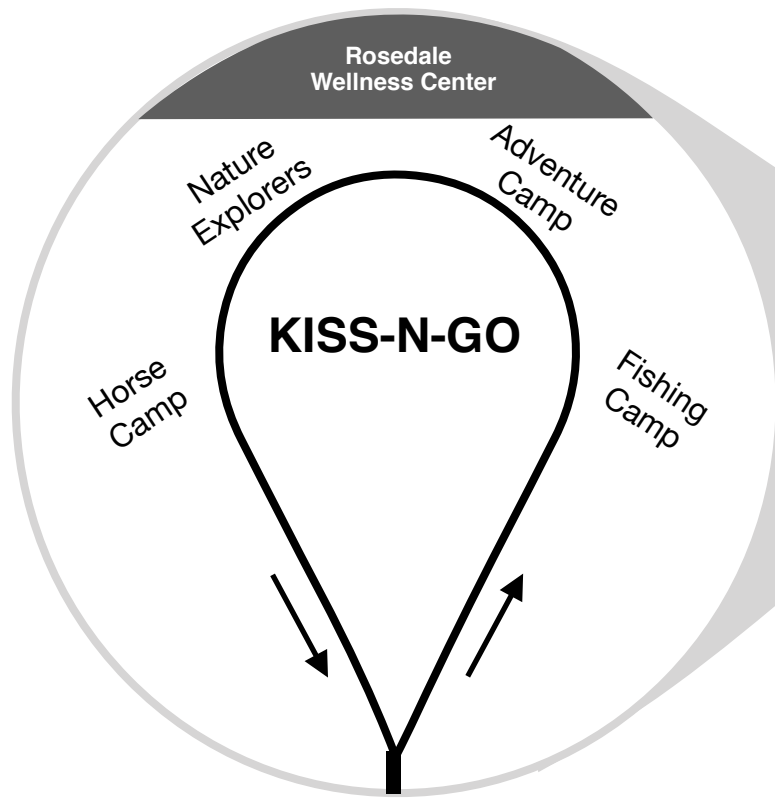 Rosedale
Wellness Center
Nature
Explorers
Adventure
Camp
KISS-N-GO
Horse
Camp
Fishing
Camp